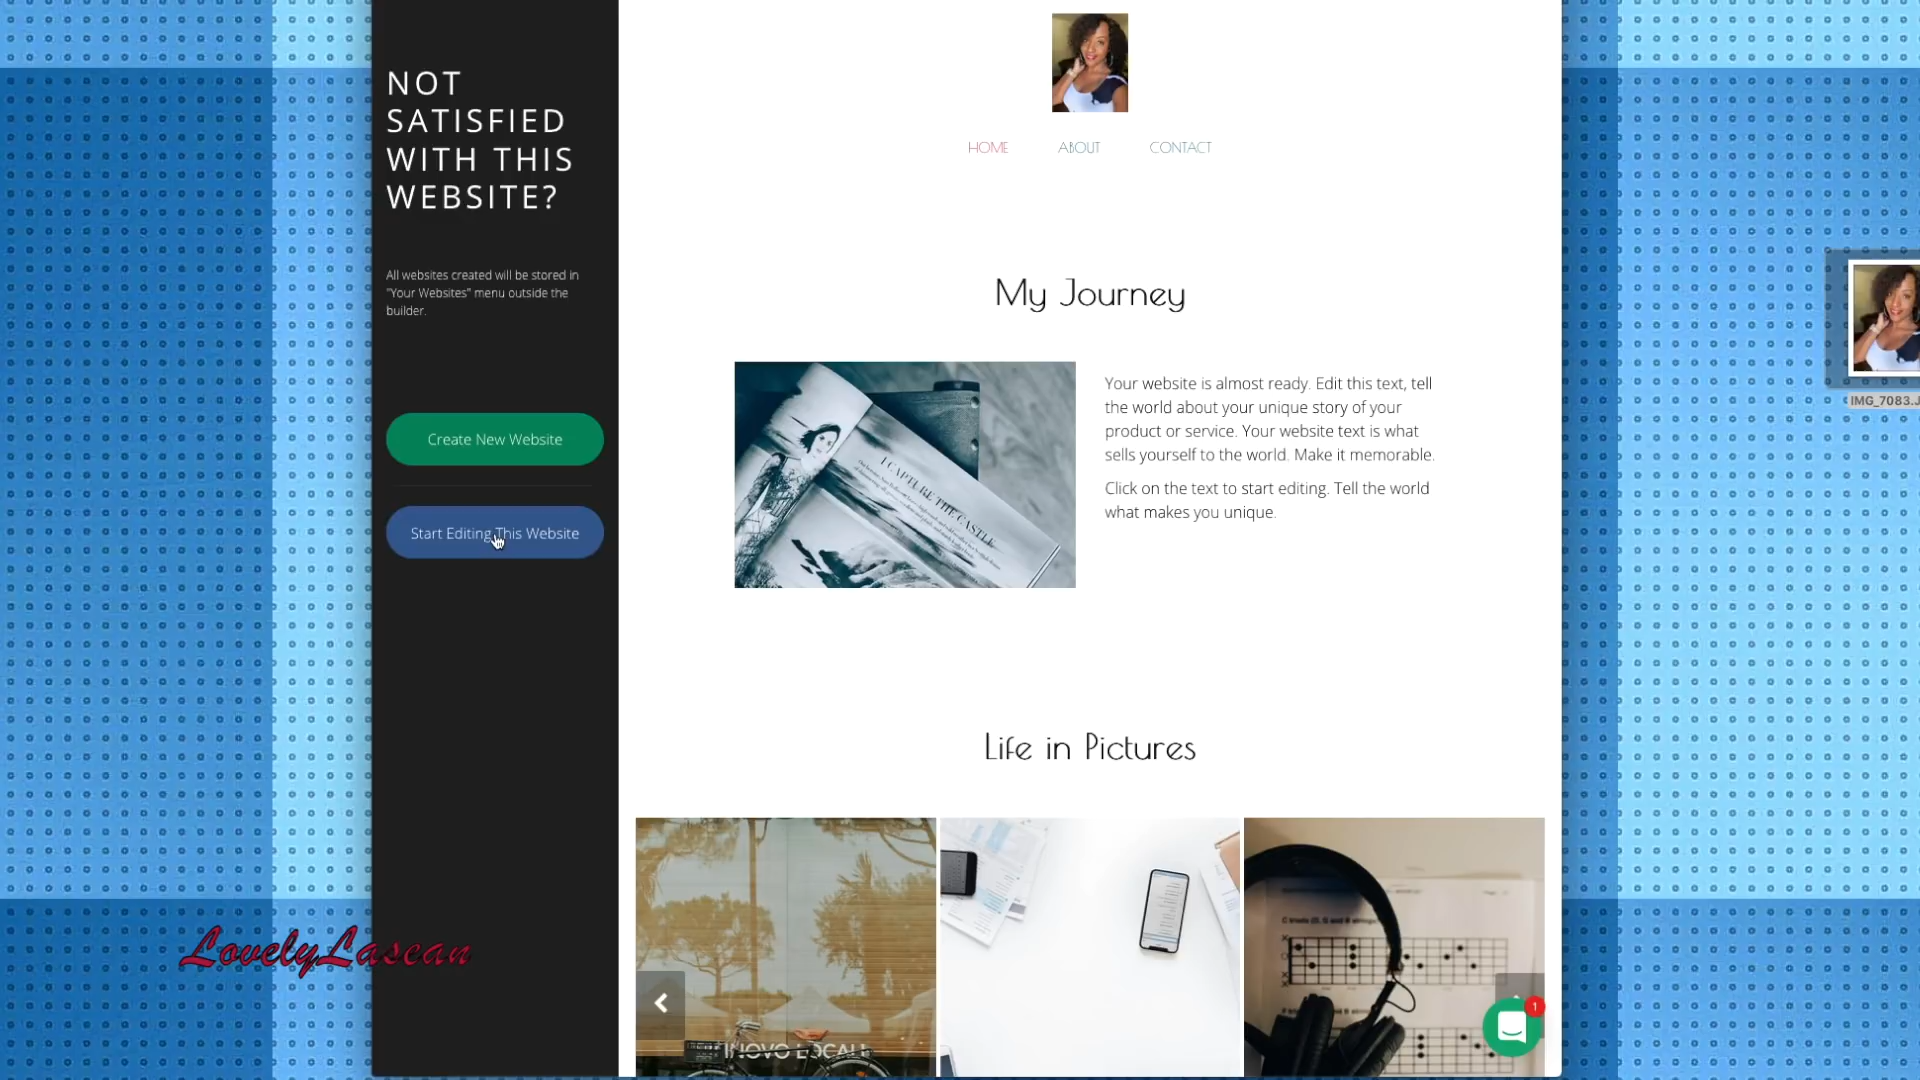 NOT
SATISFIED
WITH THIS
WEBSITE?
All websites created will be stored in
"Your Websites" menu outside the
builder.
Create New Website
Start Editing This Website
HOME ABOUT CONTACT
My Journey
I CAPTURE THE CASTLE
Your website is almost ready. Edit this text, tell
the world about your unique story of your
product or service. Your website text is what
sells yourself to the world. Make it memorable.
Click on the text to start editing. Tell the world
what makes you unique.
Life in Pictures
IMG_7083.J
LovelyLascan
1